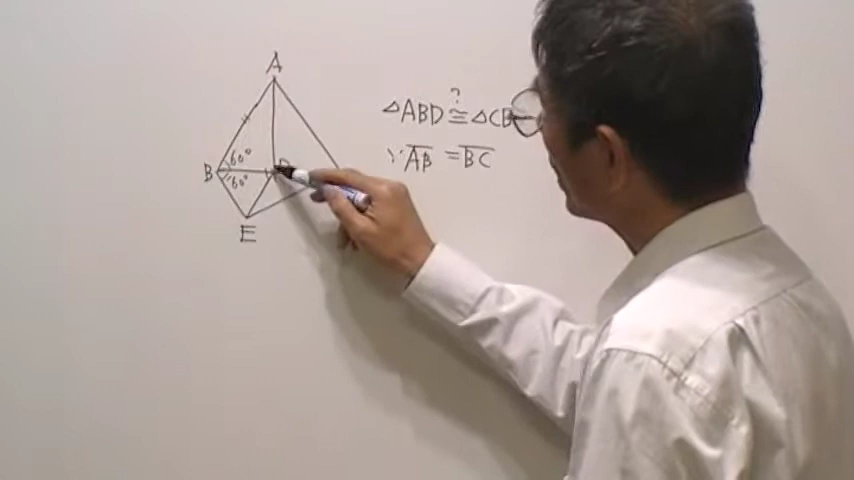 A
?
△ABD ≅ △CB
∵ AB = BC
B 60°
60°
E